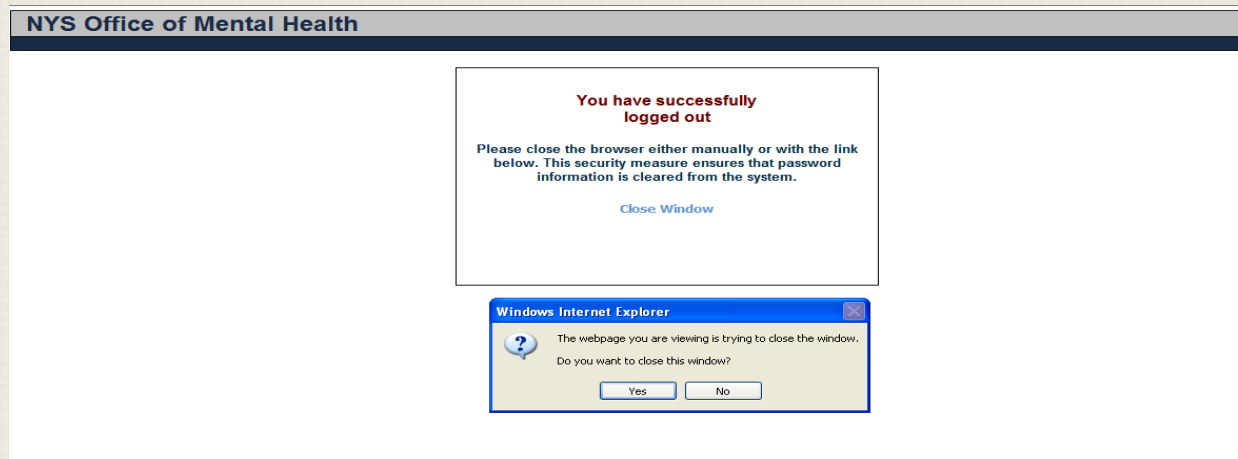 NYS Office of Mental Health
You have successfully
logged out
Please close the browser either manually or with the link
below. This security measure ensures that password
information is cleared from the system.
Close Window
Windows Internet Explorer
The webpage you are viewing is trying to close the window.
Do you want to close this window?
Yes No